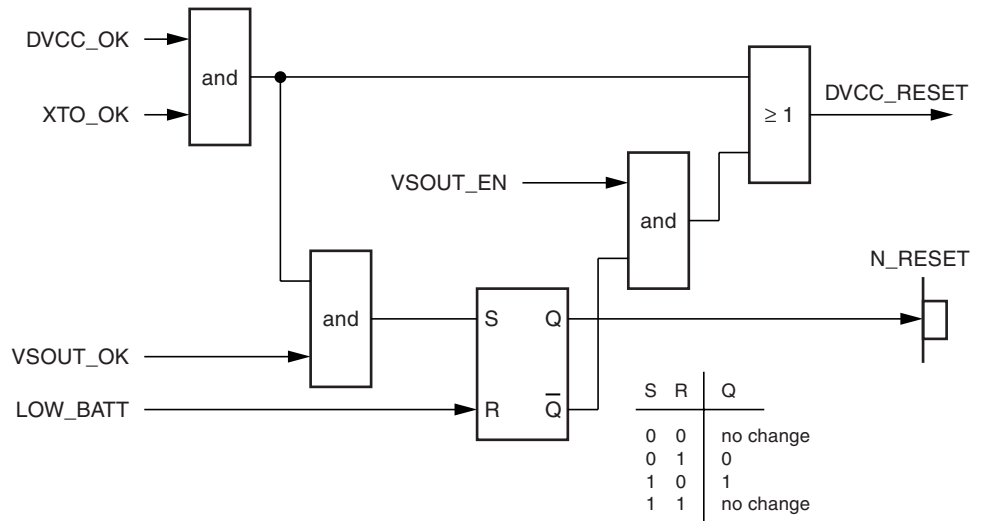 DVCC_OK
and
XTO_OK
≥ 1
DVCC_RESET
VSOUT_EN
and
N_RESET
and
S
Q
VSOUT_OK
LOW_BATT
R
Q̅
S R Q
0 0 no change
0 1 0
1 0 1
1 1 no change